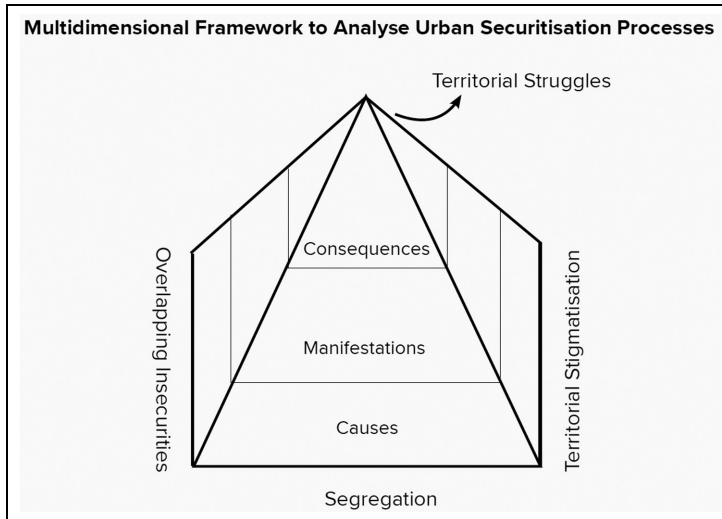 Multidimensional Framework to Analyse Urban Securitisation Processes
Territorial Struggles
Consequences
Overlapping Insecurities
Territorial Stigmatisation
Manifestations
Causes
Segregation